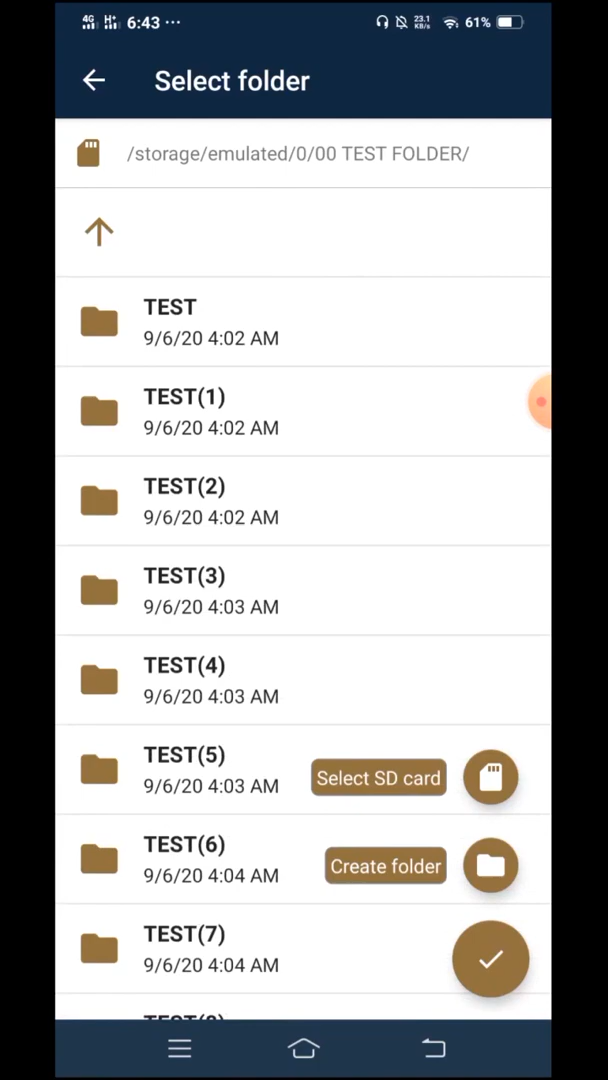 4G H+ 6:43 ··· 23.1 KB/s 61%
Select folder
/storage/emulated/0/00 TEST FOLDER/
TEST
9/6/20 4:02 AM
TEST(1)
9/6/20 4:02 AM
TEST(2)
9/6/20 4:02 AM
TEST(3)
9/6/20 4:03 AM
TEST(4)
9/6/20 4:03 AM
TEST(5)
9/6/20 4:03 AM
Select SD card
TEST(6)
9/6/20 4:04 AM
Create folder
TEST(7)
9/6/20 4:04 AM